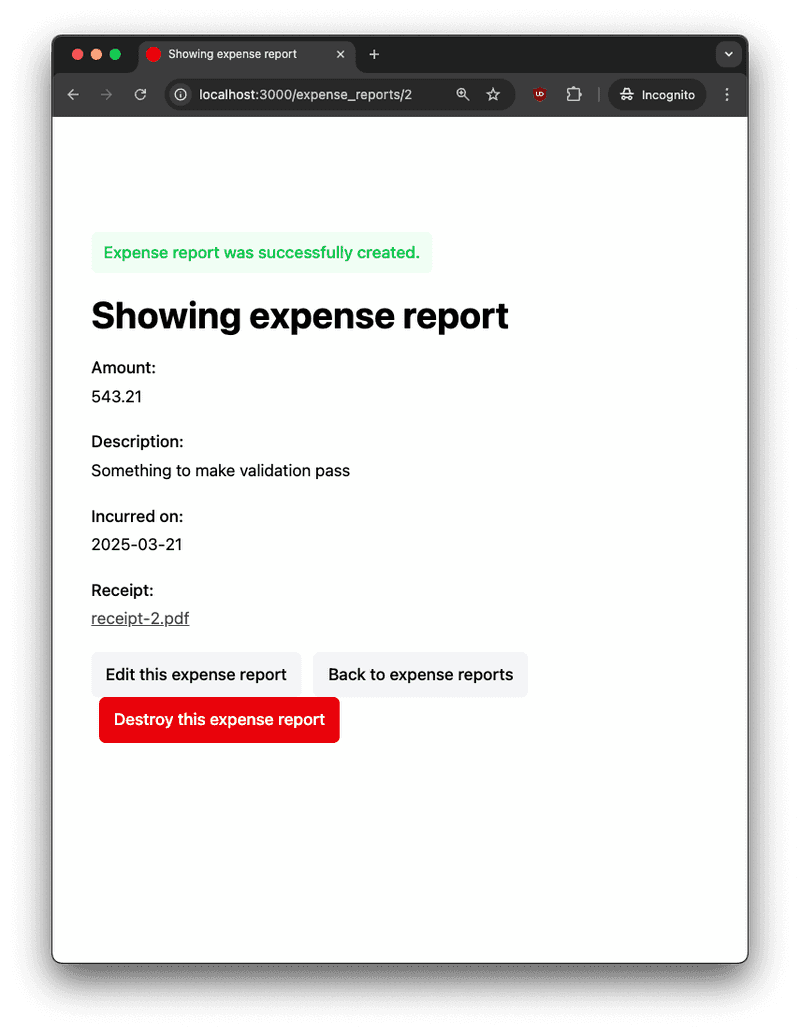 Showing expense report
localhost:3000/expense_reports/2
Incognito
Expense report was successfully created.
Showing expense report
Amount:
543.21
Description:
Something to make validation pass
Incurred on:
2025-03-21
Receipt:
receipt-2.pdf
Edit this expense report
Back to expense reports
Destroy this expense report